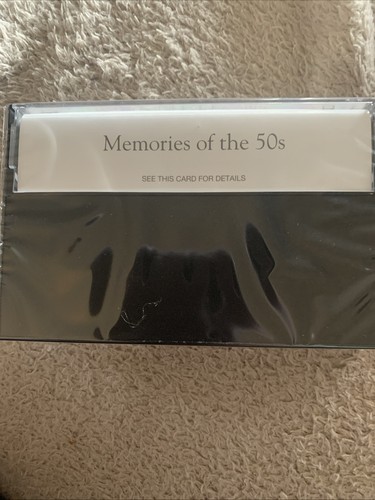 Memories of the 50s
SEE THIS CARD FOR DETAILS